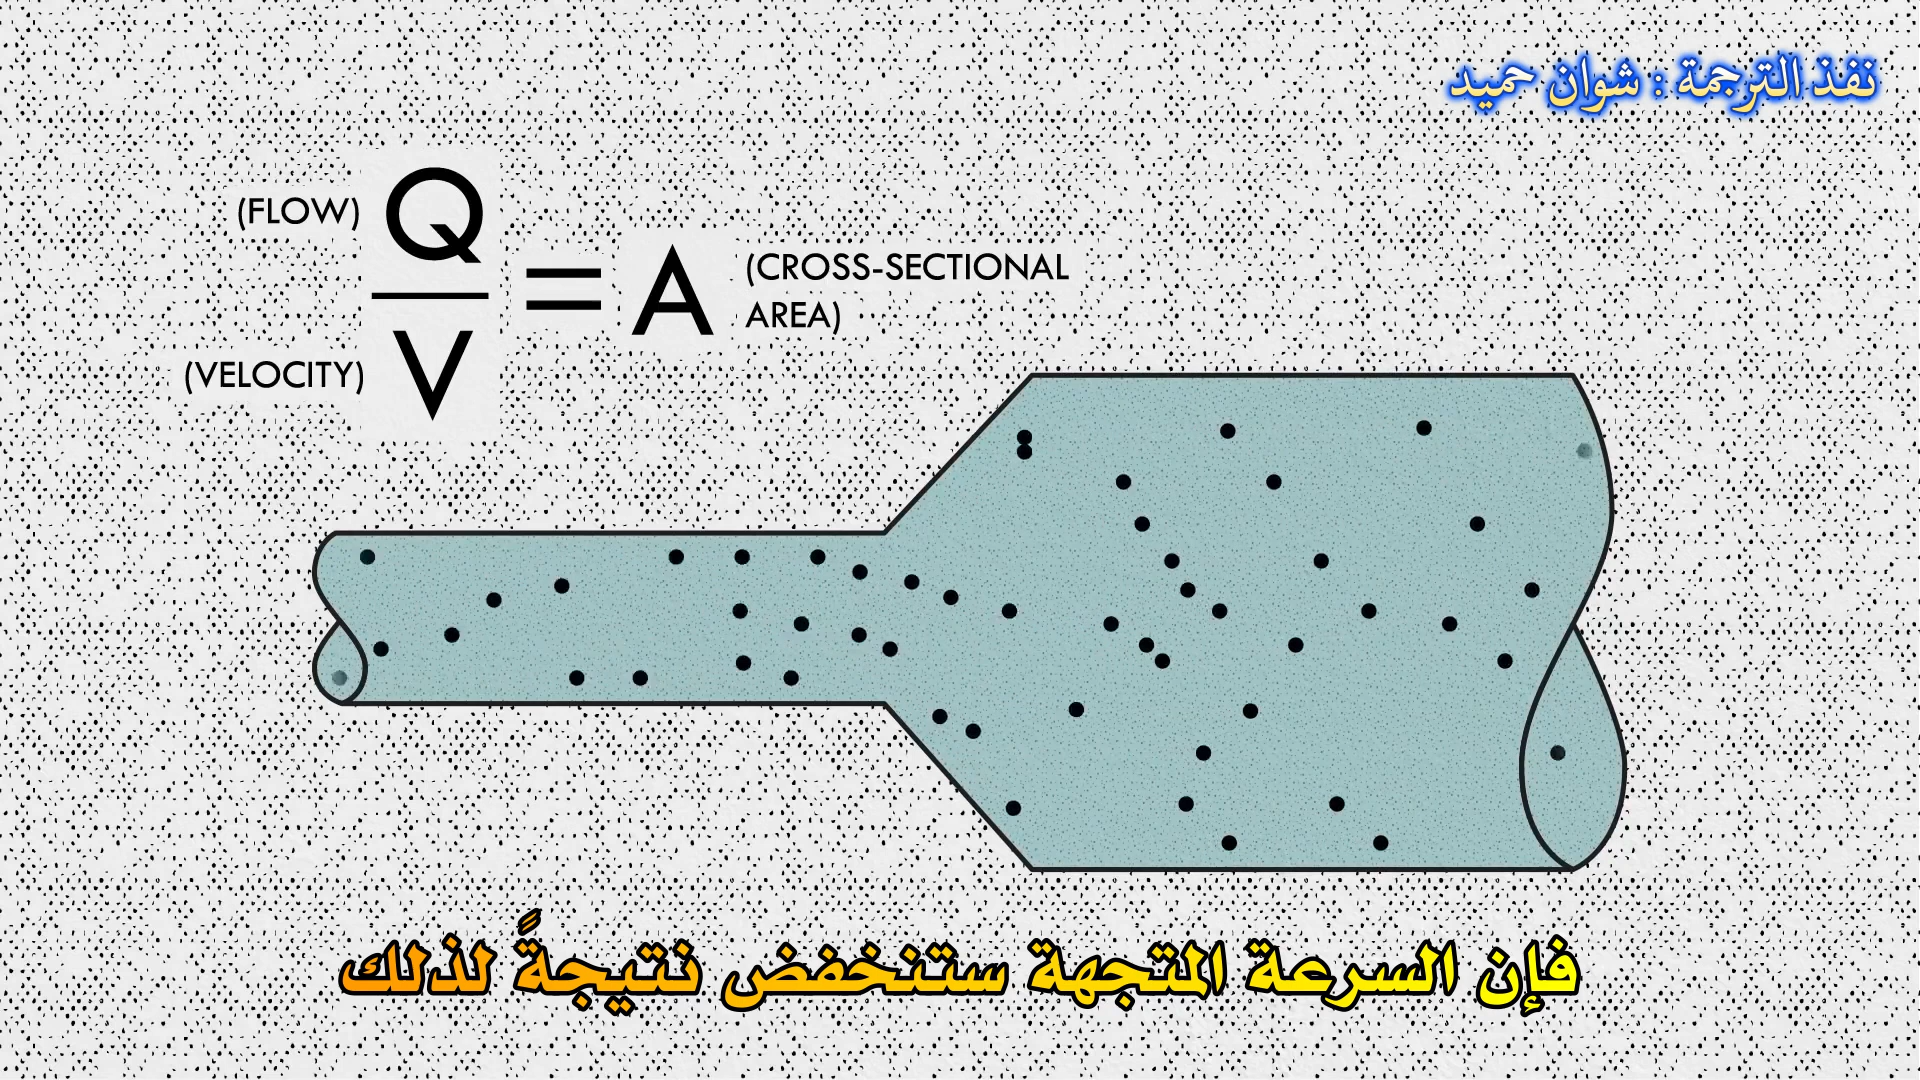 نفذ الترجمة : شوان حميد
(FLOW) Q
(VELOCITY) V
= A (CROSS-SECTIONAL
AREA)
فإن السرعة المتجهة ستنخفض نتيجةً لذلك